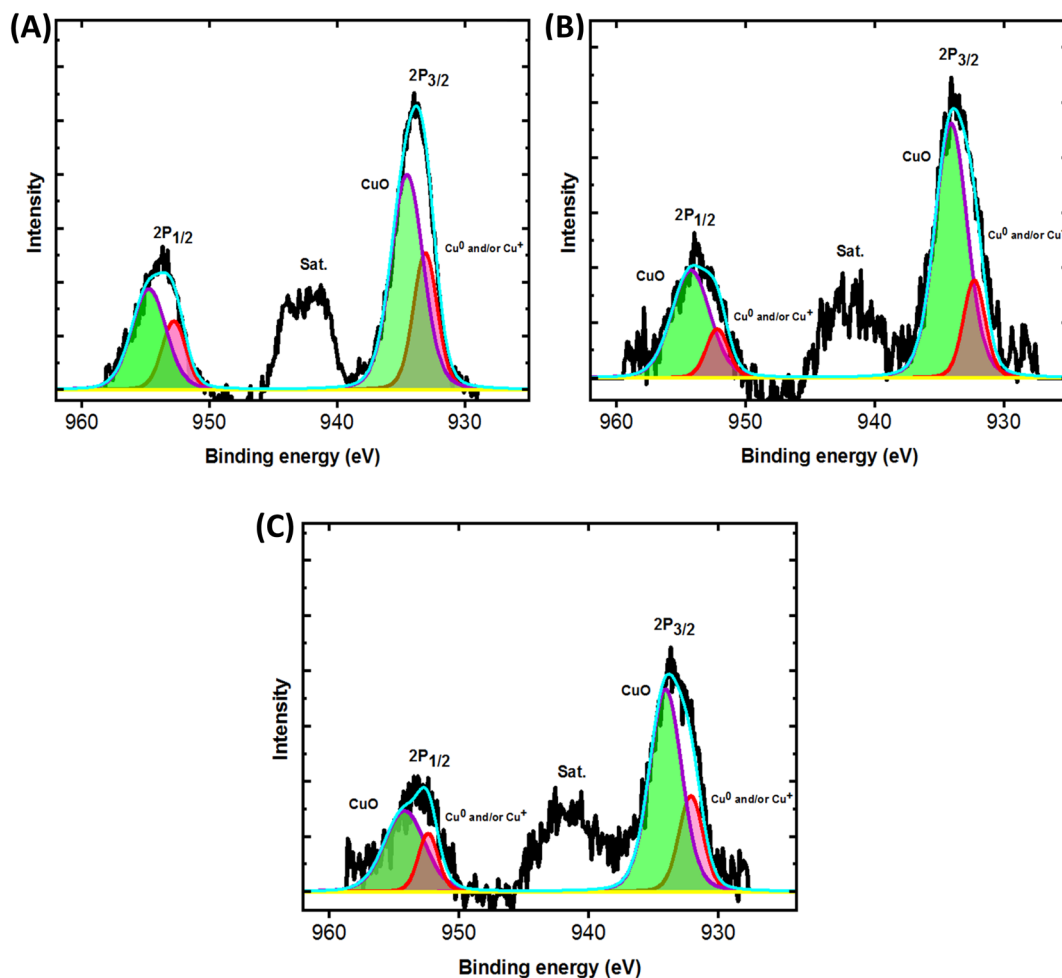 (A)
2P3/2
CuO
2P1/2
Sat.
Cu0 and/or Cu+
Intensity
960
950
940
930
Binding energy (eV)
(B)
2P3/2
CuO
2P1/2
CuO
Sat.
Cu0 and/or Cu+
Cu0 and/or Cu
Intensity
960
950
940
930
Binding energy (eV)
(C)
2P3/2
CuO
2P1/2
Sat.
CuO
Cu0 and/or Cu+
Cu0 and/or Cu+
Intensity
960
950
940
930
Binding energy (eV)